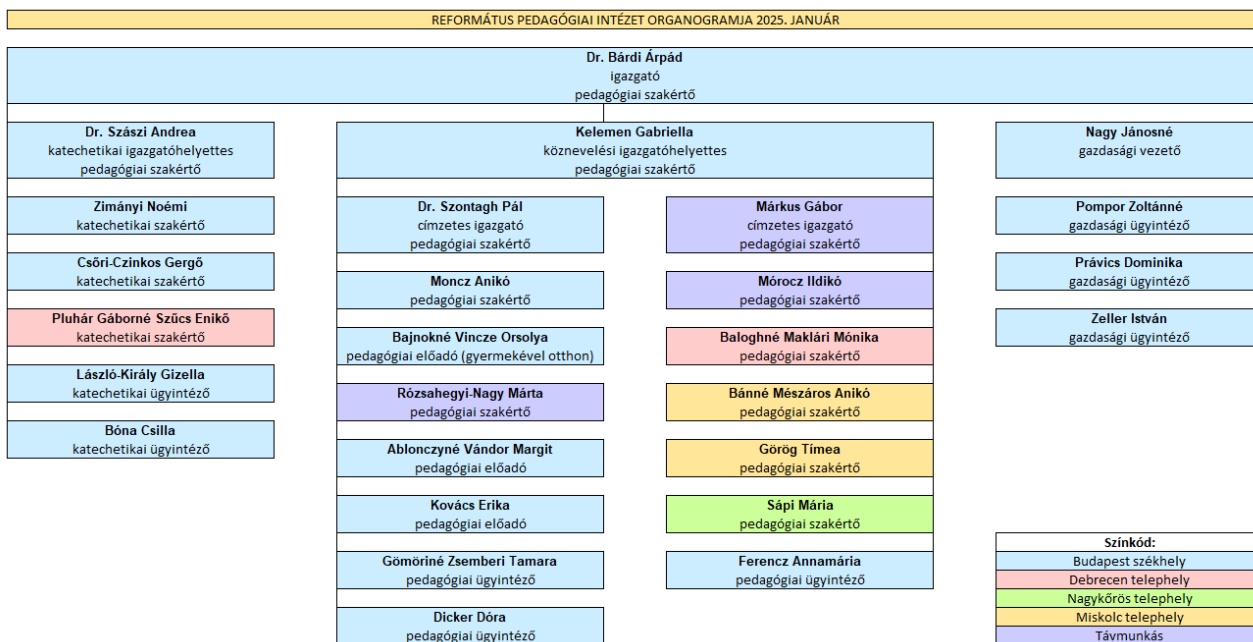 REFORMÁTUS PEDAGÓGIAI INTÉZET ORGANOGRAMJA 2025. JANUÁR
Dr. Bárdi Árpád
igazgató
pedagógiai szakértő
Dr. Szászi Andrea
katechetikai igazgatóhelyettes
pedagógiai szakértő
Zimányi Noémi
katechetikai szakértő
Csőri-Czinkos Gergő
katechetikai szakértő
Pluhár Gáborné Szűcs Enikő
katechetikai szakértő
László-Király Gizella
katechetikai ügyintéző
Bóna Csilla
katechetikai ügyintéző
Kelemen Gabriella
köznevelési igazgatóhelyettes
pedagógiai szakértő
Dr. Szontagh Pál
címzetes igazgató
pedagógiai szakértő
Moncz Anikó
pedagógiai szakértő
Bajnokné Vincze Orsolya
pedagógiai előadó (gyermekével otthon)
Rózsahegyi-Nagy Márta
pedagógiai szakértő
Ablonczyné Vándor Margit
pedagógiai előadó
Kovács Erika
pedagógiai előadó
Gömöriné Zsemberi Tamara
pedagógiai ügyintéző
Dicker Dóra
pedagógiai ügyintéző
Márkus Gábor
címzetes igazgató
pedagógiai szakértő
Mórocz Ildikó
pedagógiai szakértő
Baloghné Maklári Mónika
pedagógiai szakértő
Bánné Mészáros Anikó
pedagógiai szakértő
Görög Tímea
pedagógiai szakértő
Sápi Mária
pedagógiai szakértő
Ferencz Annamária
pedagógiai ügyintéző
Nagy Jánosné
gazdasági vezető
Pompor Zoltánné
gazdasági ügyintéző
Právics Dominika
gazdasági ügyintéző
Zeller István
gazdasági ügyintéző
Színkód:
Budapest székhely
Debrecen telephely
Nagykőrös telephely
Miskolc telephely
Távmunkás